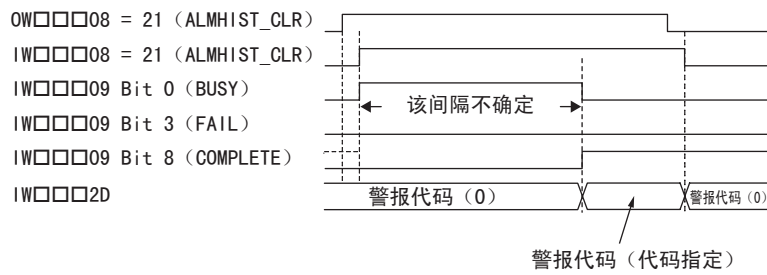 OW□□□08 = 21（ALMHIST_CLR）
IW□□□08 = 21（ALMHIST_CLR）
IW□□□09 Bit 0（BUSY）
该间隔不确定
IW□□□09 Bit 3（FAIL）
IW□□□09 Bit 8（COMPLETE）
IW□□□2D
警报代码（0）
警报代码（0）
警报代码（代码指定）